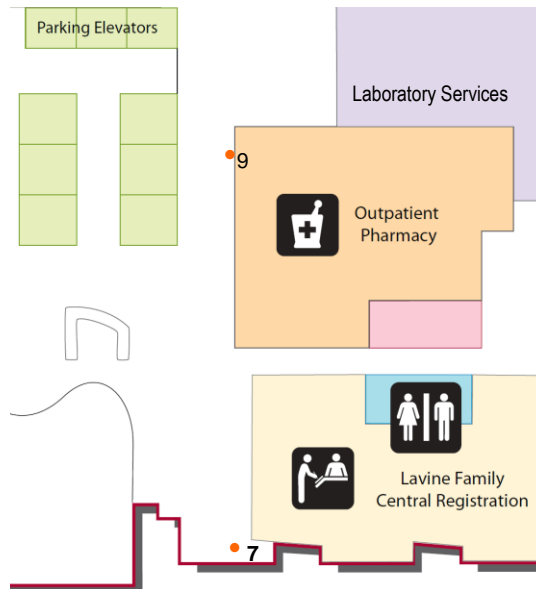 Parking Elevators
Laboratory Services
9
Outpatient
Pharmacy
Lavine Family
Central Registration
7